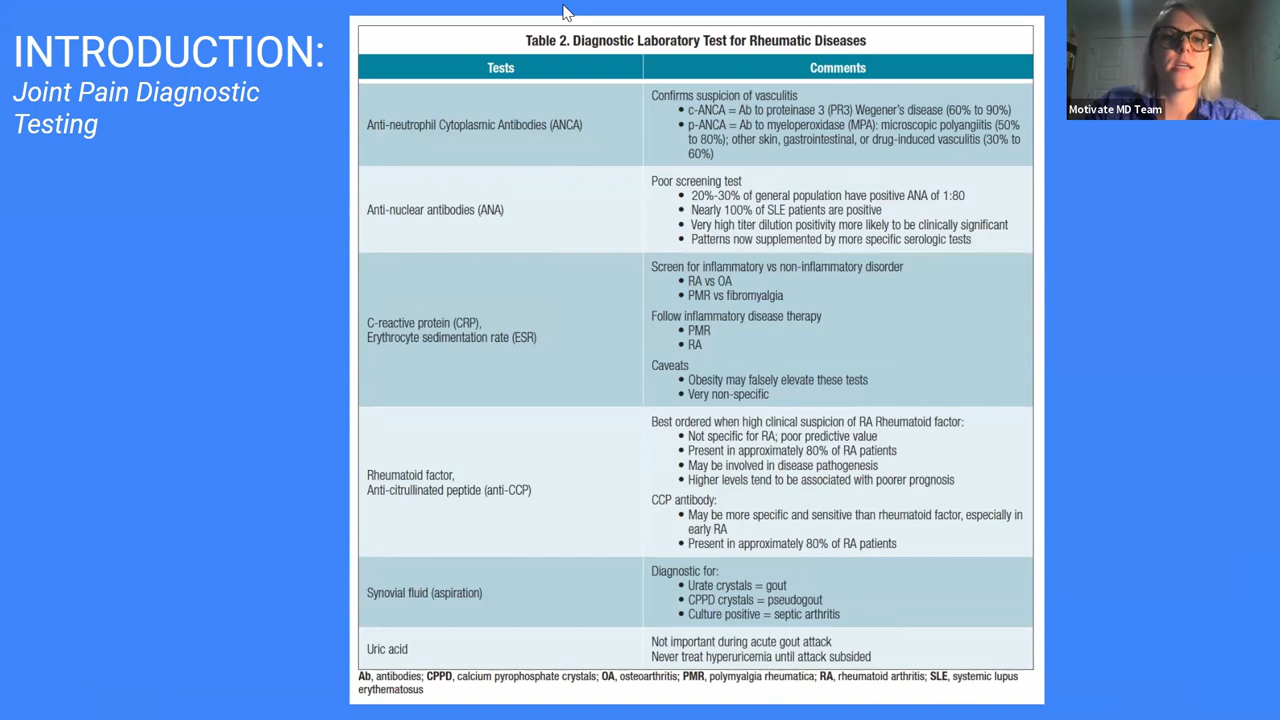 INTRODUCTION:
Joint Pain Diagnostic
Testing
Table 2. Diagnostic Laboratory Test for Rheumatic Diseases
Tests
Comments
Anti-neutrophil Cytoplasmic Antibodies (ANCA)
Confirms suspicion of vasculitis
• c-ANCA = Ab to proteinase 3 (PR3) Wegener's disease (60% to 90%)
• p-ANCA = Ab to myeloperoxidase (MPA): microscopic polyangiitis (50%
to 80%); other skin, gastrointestinal, or drug-induced vasculitis (30% to
60%)
Anti-nuclear antibodies (ANA)
Poor screening test
• 20%-30% of general population have positive ANA of 1:80
• Nearly 100% of SLE patients are positive
• Very high titer dilution positivity more likely to be clinically significant
• Patterns now supplemented by more specific serologic tests
C-reactive protein (CRP),
Erythrocyte sedimentation rate (ESR)
Screen for inflammatory vs non-inflammatory disorder
• RA vs OA
• PMR vs fibromyalgia
Follow inflammatory disease therapy
• PMR
• RA
Caveats
• Obesity may falsely elevate these tests
• Very non-specific
Rheumatoid factor,
Anti-citrullinated peptide (anti-CCP)
Best ordered when high clinical suspicion of RA Rheumatoid factor:
• Not specific for RA; poor predictive value
• Present in approximately 80% of RA patients
• May be involved in disease pathogenesis
• Higher levels tend to be associated with poorer prognosis
CCP antibody:
• May be more specific and sensitive than rheumatoid factor, especially in
early RA
• Present in approximately 80% of RA patients
Synovial fluid (aspiration)
Diagnostic for:
• Urate crystals = gout
• CPPD crystals = pseudogout
• Culture positive = septic arthritis
Uric acid
Not important during acute gout attack
Never treat hyperuricemia until attack subsided
Ab, antibodies; CPPD, calcium pyrophosphate crystals; OA, osteoarthritis; PMR, polymyalgia rheumatica; RA, rheumatoid arthritis; SLE, systemic lupus
erythematosus
Motivate MD Team